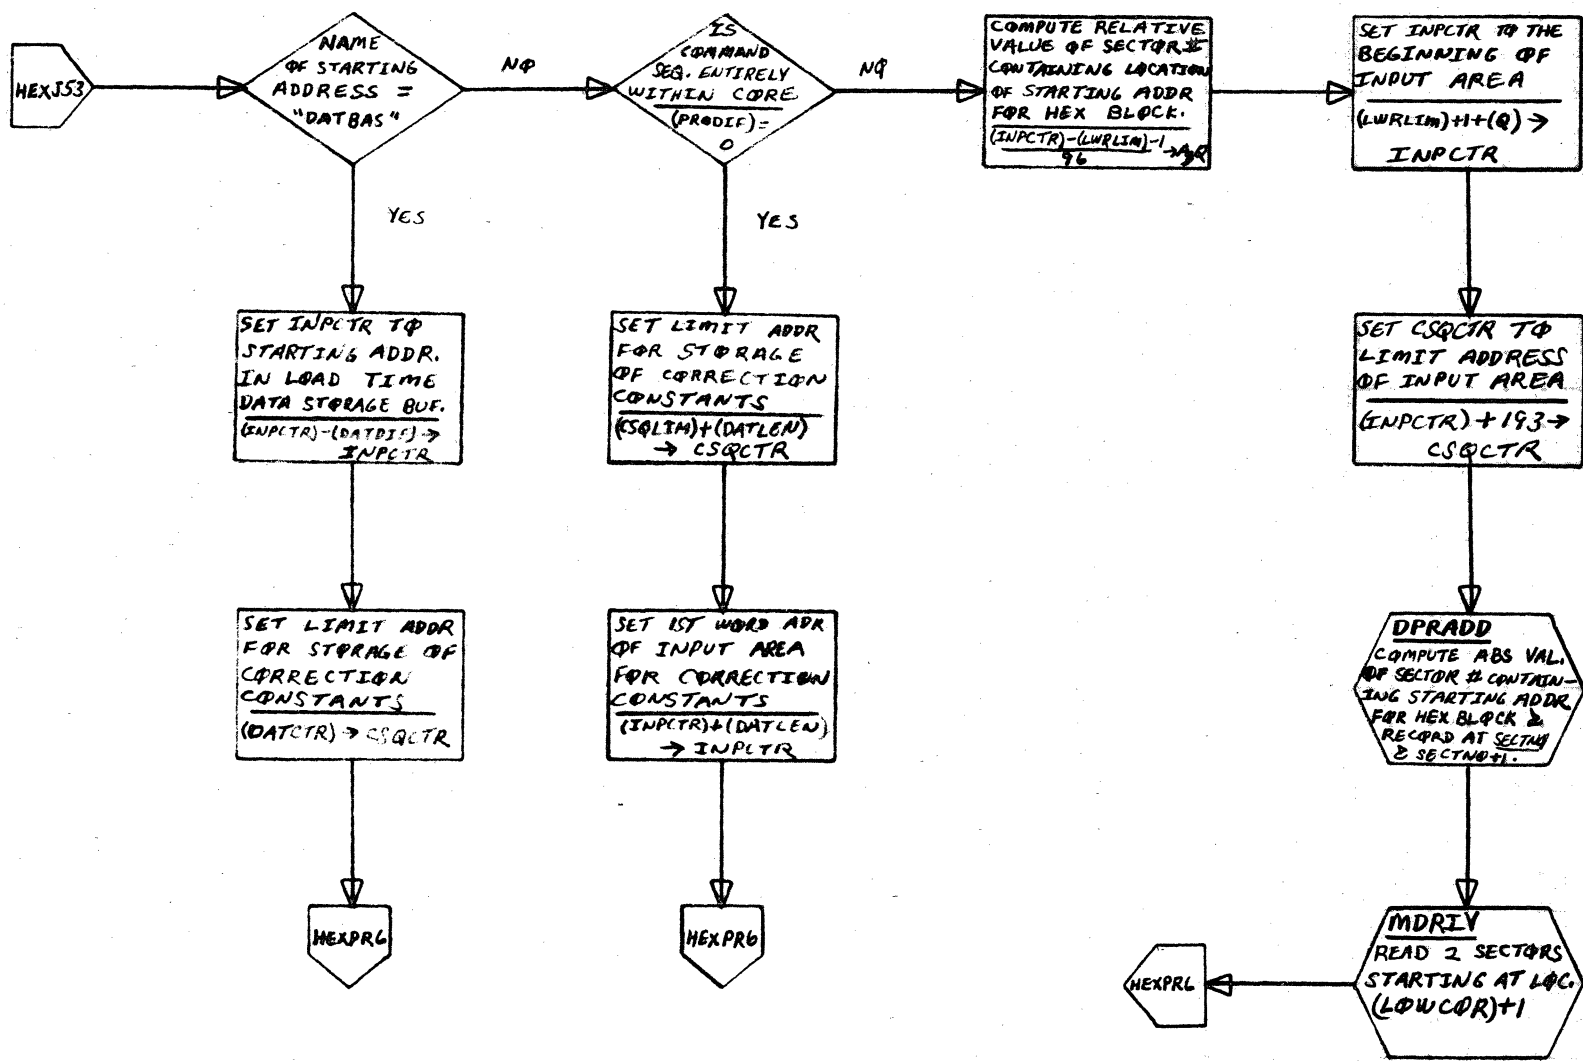 HEXJ53
NAME
OF STARTING
ADDRESS =
"DATBAS"
NO
YES
IS
COMMAND
SEQ. ENTIRELY
WITHIN CORE
(PRODIF)=
0
NO
YES
COMPUTE RELATIVE
VALUE OF SECTOR #
CONTAINING LOCATION
OF STARTING ADDR
FOR HEX BLOCK.
(INPCTR)-(LWRLIM)-1
96
→A,Q
SET INPCTR TO THE
BEGINNING OF
INPUT AREA
(LWRLIM)+1+(Q) →
INPCTR
SET INPCTR TO
STARTING ADDR.
IN LOAD TIME
DATA STORAGE BUF.
(INPCTR)-(DATDIF) →
INPCTR
SET LIMIT ADDR
FOR STORAGE
OF CORRECTION
CONSTANTS
(CSQLIM)+(DATLEN)
→ CSQCTR
SET CSQCTR TO
LIMIT ADDRESS
OF INPUT AREA
(INPCTR) + 193 →
CSQCTR
SET LIMIT ADDR
FOR STORAGE OF
CORRECTION
CONSTANTS
(DATCTR) → CSQCTR
SET 1ST WORD ADR
OF INPUT AREA
FOR CORRECTION
CONSTANTS
(INPCTR)+(DATLEN)
→ INPCTR
DPRADD
COMPUTE ABS VAL.
OF SECTOR # CONTAIN-
ING STARTING ADDR
FOR HEX BLOCK &
RECORD AT SECTNO
& SECTNO+1.
HEXPR6
HEXPR6
HEXPR6
MDRIV
READ 2 SECTORS
STARTING AT LOC.
(LOWCOR)+1